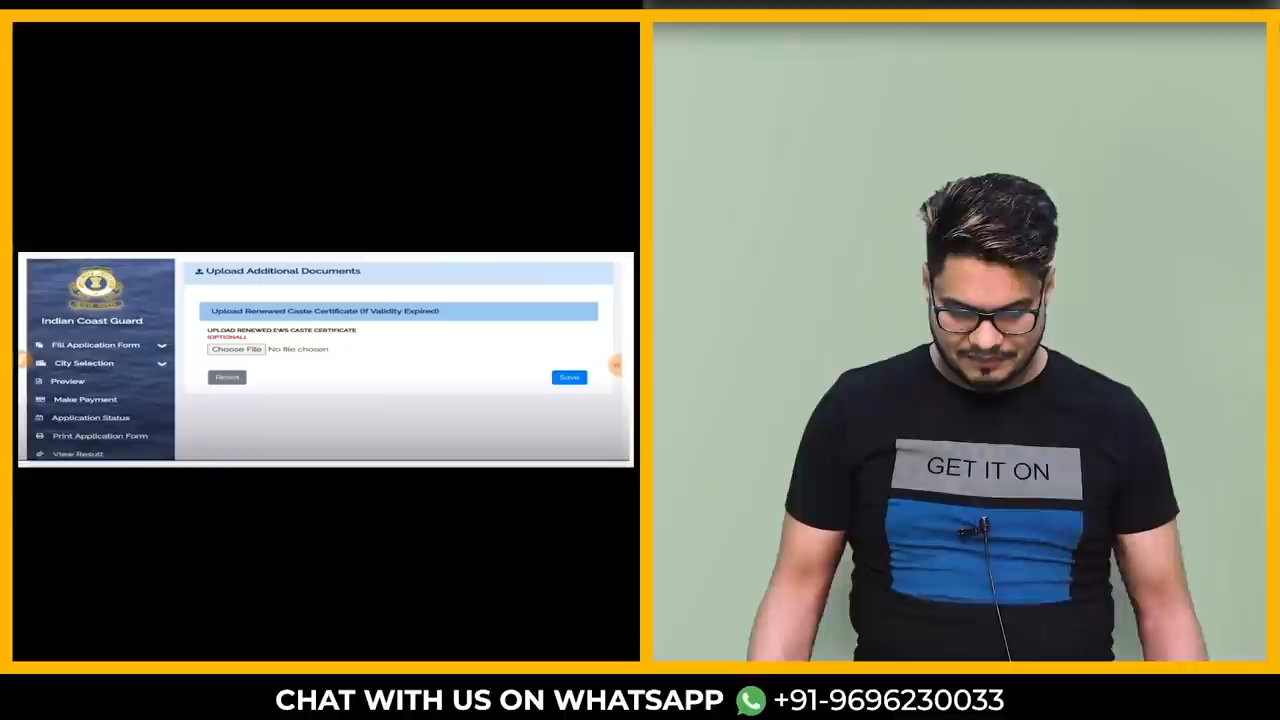 Upload Additional Documents
Upload Renewed Caste Certificate (If Validity Expired)
UPLOAD RENEWED EWS CASTE CERTIFICATE
(OPTIONAL)
Choose File No file chosen
Reset
Save
Indian Coast Guard
Fill Application Form
City Selection
Preview
Make Payment
Application Status
Print Application Form
View Result
GET IT ON
CHAT WITH US ON WHATSAPP +91-9696230033